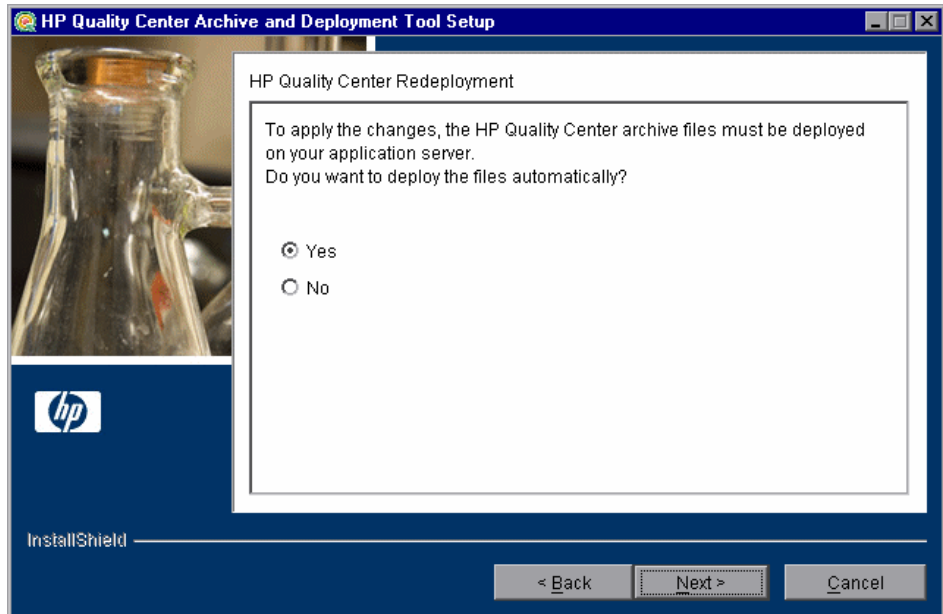 HP Quality Center Archive and Deployment Tool Setup
HP Quality Center Redeployment
To apply the changes, the HP Quality Center archive files must be deployed
on your application server.
Do you want to deploy the files automatically?
Yes
No
hp
InstallShield
< Back
Next >
Cancel